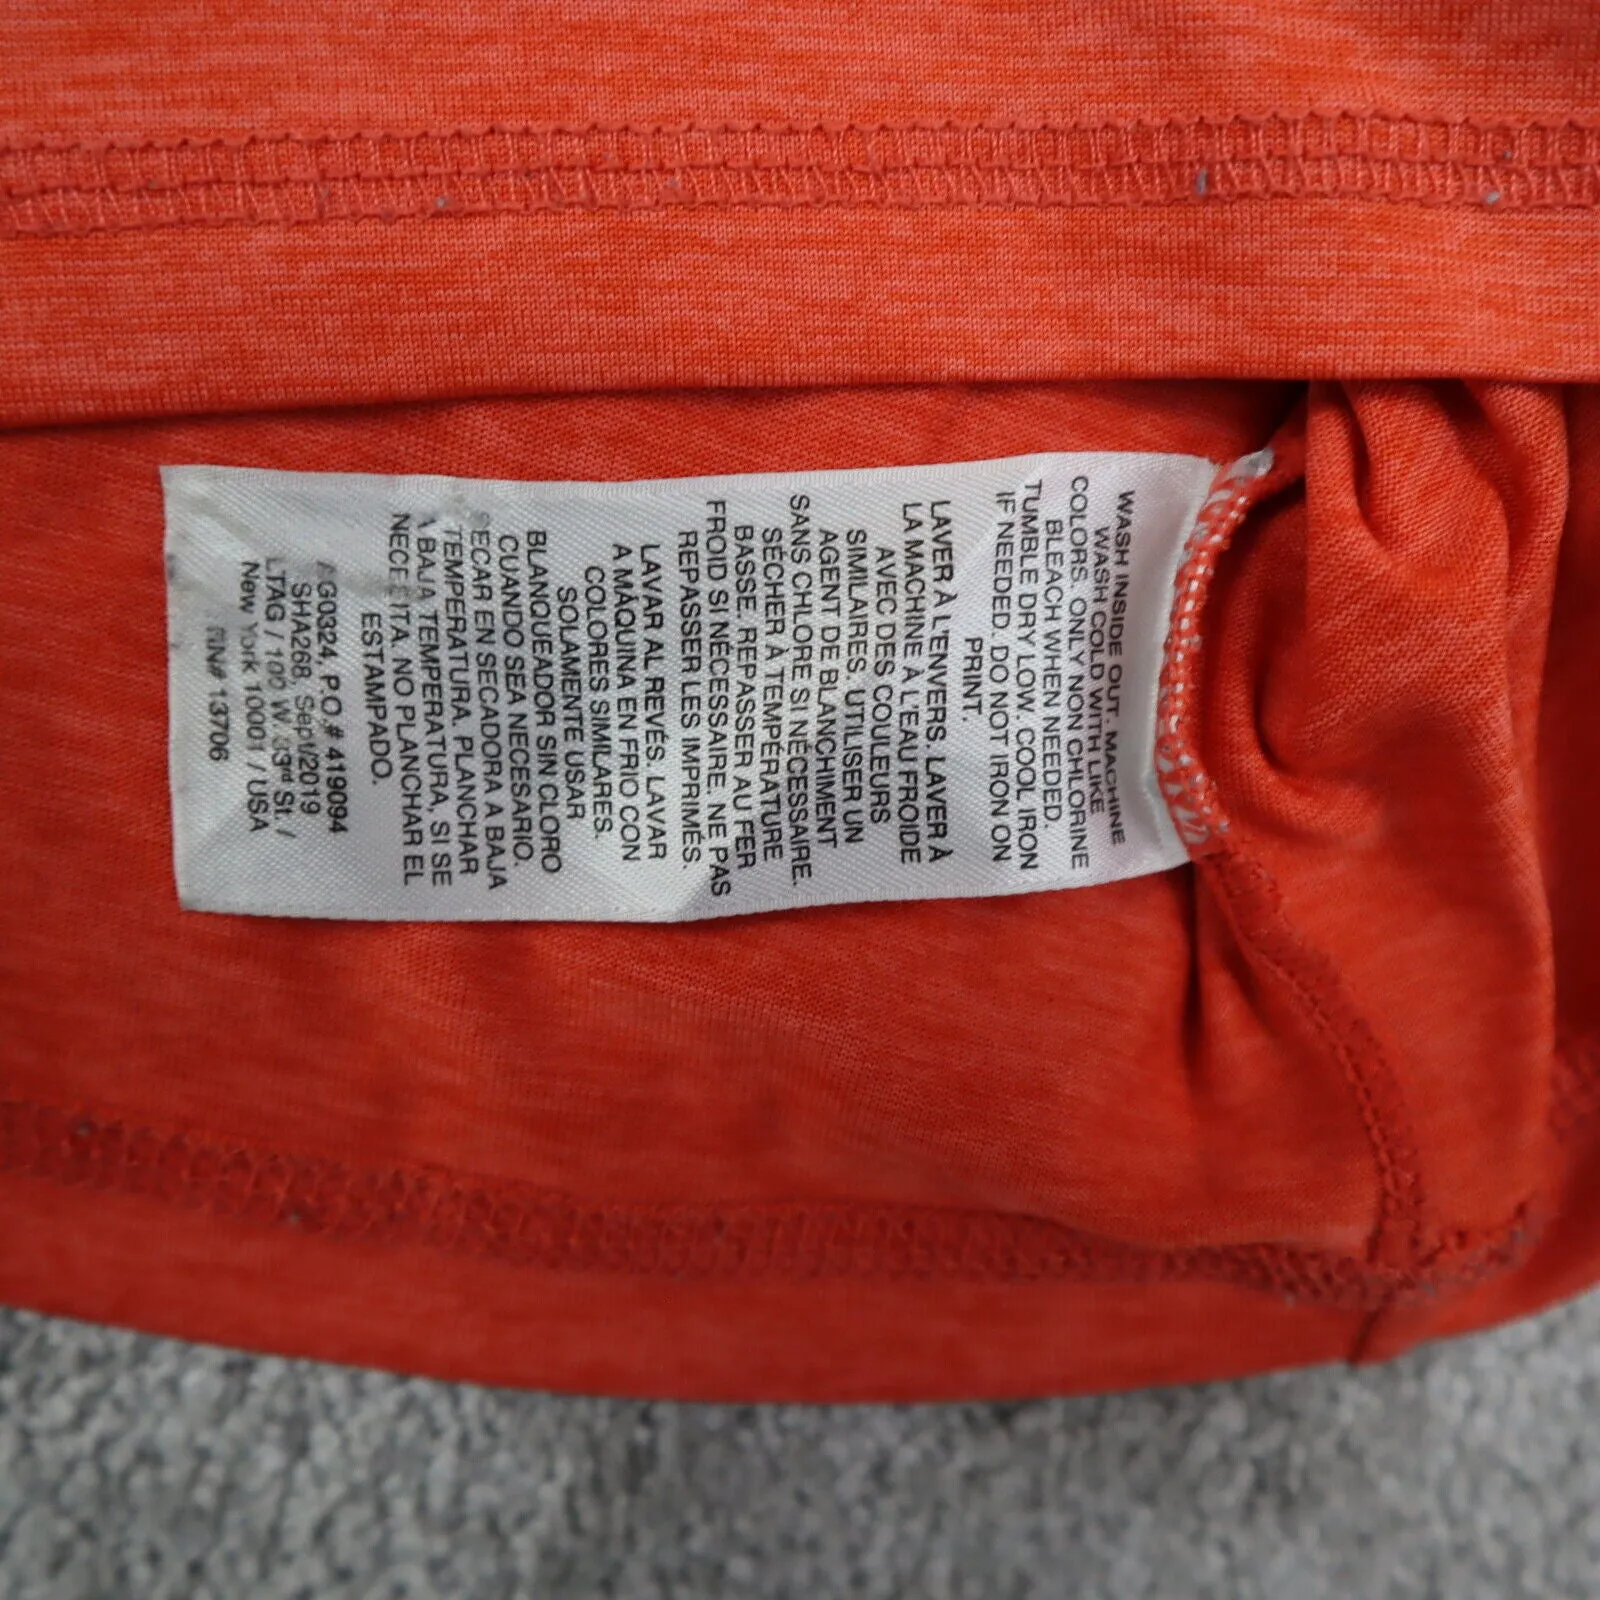 WASH INSIDE OUT. MACHINE
WASH COLD WITH LIKE
COLORS. ONLY NON CHLORINE
BLEACH WHEN NEEDED.
TUMBLE DRY LOW. COOL IRON
IF NEEDED. DO NOT IRON ON
PRINT.
LAVER À L'ENVERS. LAVER À
LA MACHINE À L'EAU FROIDE
AVEC DES COULEURS
SIMILAIRES. UTILISER UN
AGENT DE BLANCHIMENT
SANS CHLORE SI NÉCESSAIRE.
SÉCHER À TEMPÉRATURE
BASSE. REPASSER AU FER
FROID SI NÉCESSAIRE. NE PAS
REPASSER LES IMPRIMÉS.
LAVAR AL REVÉS. LAVAR
A MÁQUINA EN FRIO CON
COLORES SIMILARES.
SOLAMENTE USAR
BLANQUEADOR SIN CLORO
CUANDO SEA NECESARIO.
SECAR EN SECADORA A BAJA
TEMPERATURA. PLANCHAR
A BAJA TEMPERATURA, SI SE
NECESITA. NO PLANCHAR EL
ESTAMPADO.
AG0324, P.O.# 419094
SHA268, Sept/2019
LTAG / 100 W 33rd St. /
New York 10001 / USA
RN# 13706